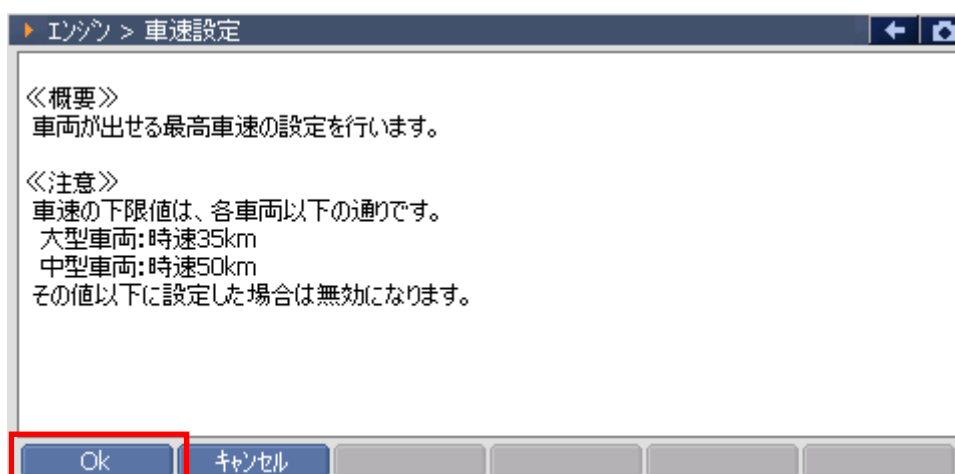 エンジン > 車速設定
≪概要≫
車両が出せる最高車速の設定を行います。
≪注意≫
車速の下限値は、各車両以下の通りです。
大型車両:時速35km
中型車両:時速50km
その値以下に設定した場合は無効になります。
Ok
キャンセル